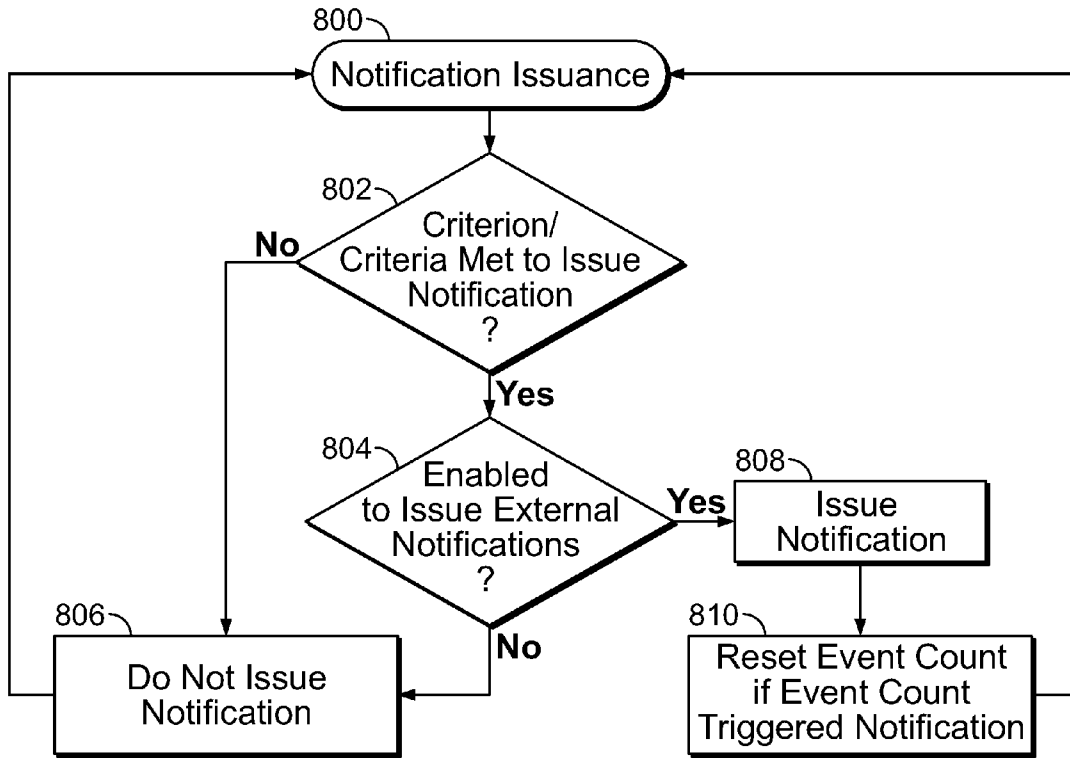 800
Notification Issuance
802
Criterion/
Criteria Met to Issue
Notification
?
No
Yes
804
Enabled
to Issue External
Notifications
?
Yes
No
808
Issue
Notification
806
Do Not Issue
Notification
810
Reset Event Count
if Event Count
Triggered Notification